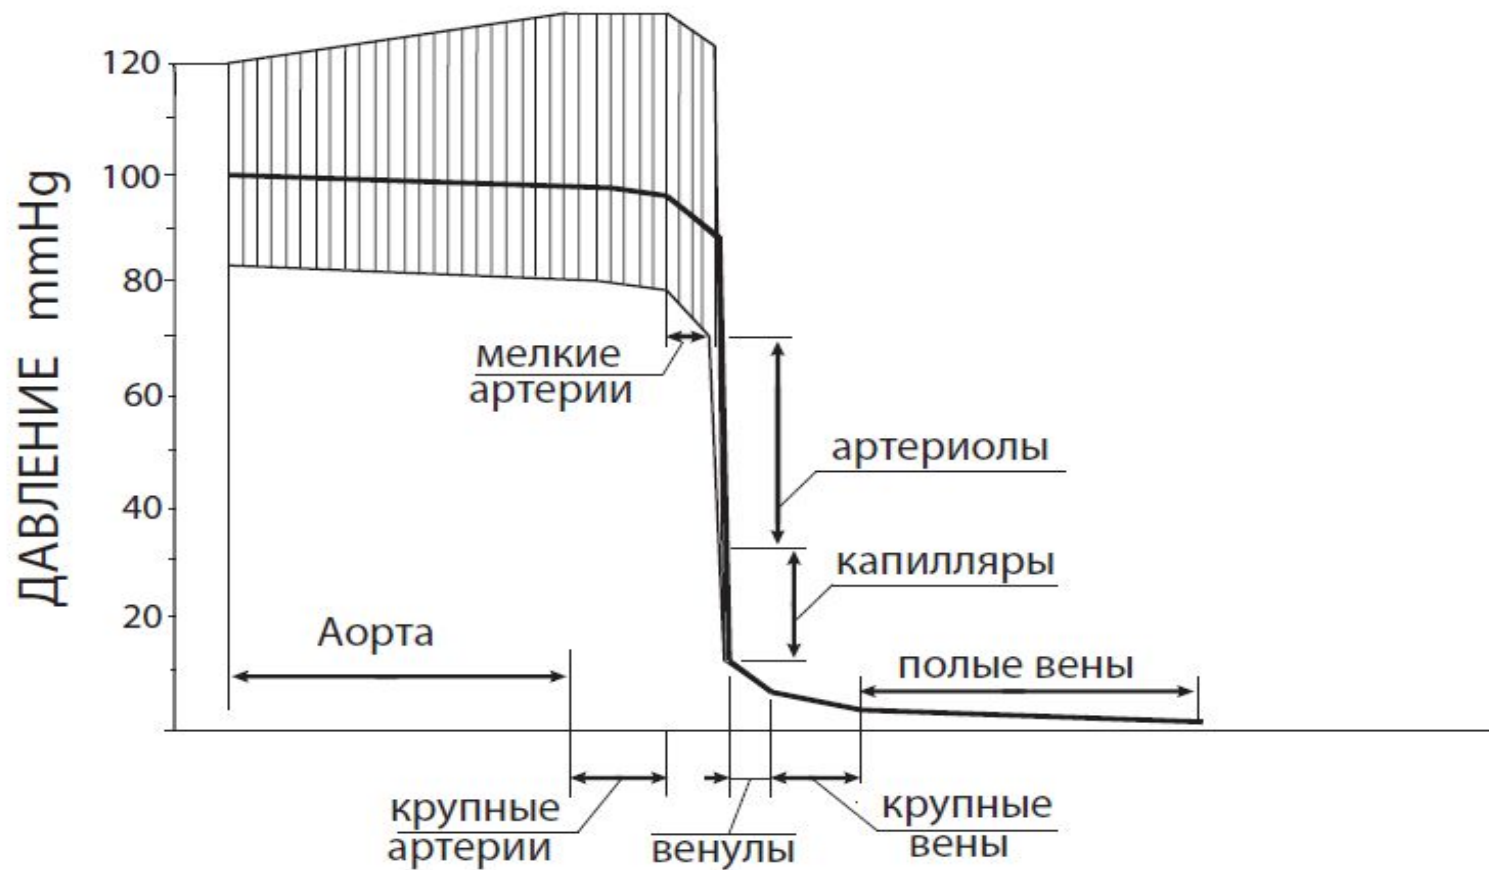 ДАВЛЕНИЕ mmHg
120
100
80
60
40
20
мелкие
артерии
артериолы
капилляры
Аорта
полые вены
крупные
артерии
венулы
крупные
вены